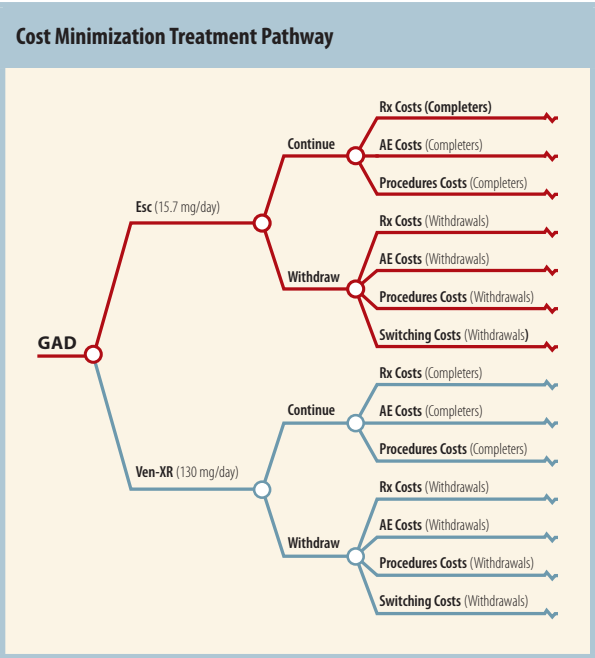 Cost Minimization Treatment Pathway
Rx Costs (Completers)
Continue
AE Costs (Completers)
Procedures Costs (Completers)
Esc (15.7 mg/day)
Rx Costs (Withdrawals)
AE Costs (Withdrawals)
Withdraw
Procedures Costs (Withdrawals)
Switching Costs (Withdrawals)
GAD
Rx Costs (Completers)
Continue
AE Costs (Completers)
Procedures Costs (Completers)
Ven-XR (130 mg/day)
Rx Costs (Withdrawals)
AE Costs (Withdrawals)
Withdraw
Procedures Costs (Withdrawals)
Switching Costs (Withdrawals)